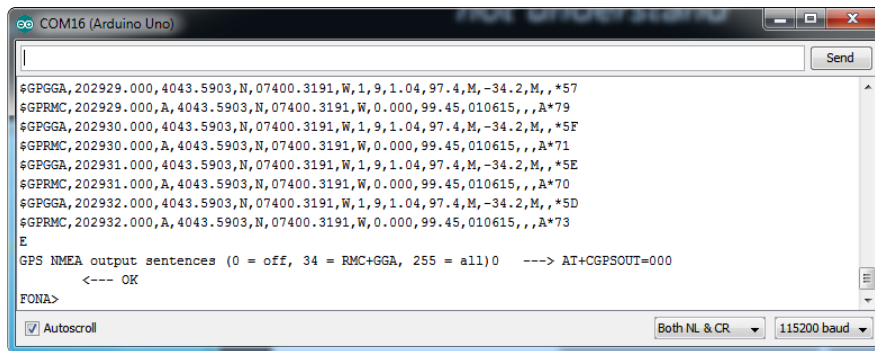 not understand
COM16 (Arduino Uno)
Send
$GPGGA,202929.000,4043.5903,N,07400.3191,W,1,9,1.04,97.4,M,-34.2,M,,*57
$GPRMC,202929.000,A,4043.5903,N,07400.3191,W,0.000,99.45,010615,,,A*79
$GPGGA,202930.000,4043.5903,N,07400.3191,W,1,9,1.04,97.4,M,-34.2,M,,*5F
$GPRMC,202930.000,A,4043.5903,N,07400.3191,W,0.000,99.45,010615,,,A*71
$GPGGA,202931.000,4043.5903,N,07400.3191,W,1,9,1.04,97.4,M,-34.2,M,,*5E
$GPRMC,202931.000,A,4043.5903,N,07400.3191,W,0.000,99.45,010615,,,A*70
$GPGGA,202932.000,4043.5903,N,07400.3191,W,1,9,1.04,97.4,M,-34.2,M,,*5D
$GPRMC,202932.000,A,4043.5903,N,07400.3191,W,0.000,99.45,010615,,,A*73
E
GPS NMEA output sentences (0 = off, 34 = RMC+GGA, 255 = all)0   ---> AT+CGPSOUT=000
<--- OK
FONA>
Autoscroll Both NL & CR 115200 baud